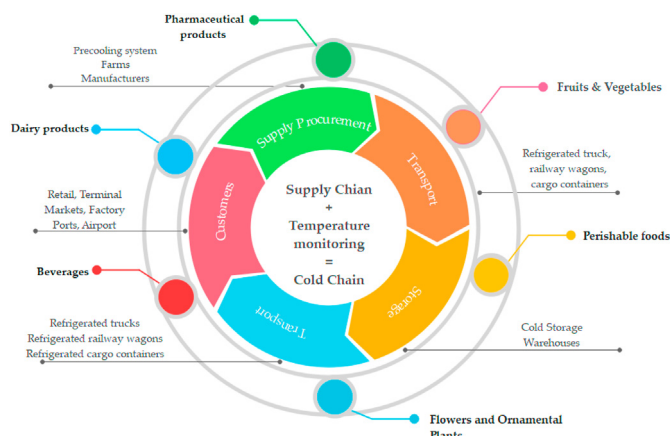 Pharmaceutical
products
Precooling system
Farms
Manufacturers
Fruits & Vegetables
Supply Procurement
Dairy products
Transport
Refrigerated truck,
railway wagons,
cargo containers
Customers
Supply Chian
+
Temperature
monitoring
=
Cold Chain
Retail, Terminal
Markets, Factory
Ports, Airport
Perishable foods
Beverages
Storage
Transport
Refrigerated trucks
Refrigerated railway wagons
Refrigerated cargo containers
Cold Storage
Warehouses
Flowers and Ornamental
Plants